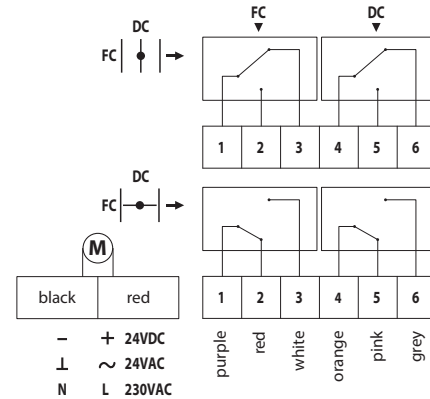 FC DC
DC
FC
1 2 3 4 5 6
DC
FC
M
black red
1 2 3 4 5 6
− + 24VDC
⊥ ~ 24VAC
N L 230VAC
purple
red
white
orange
pink
grey